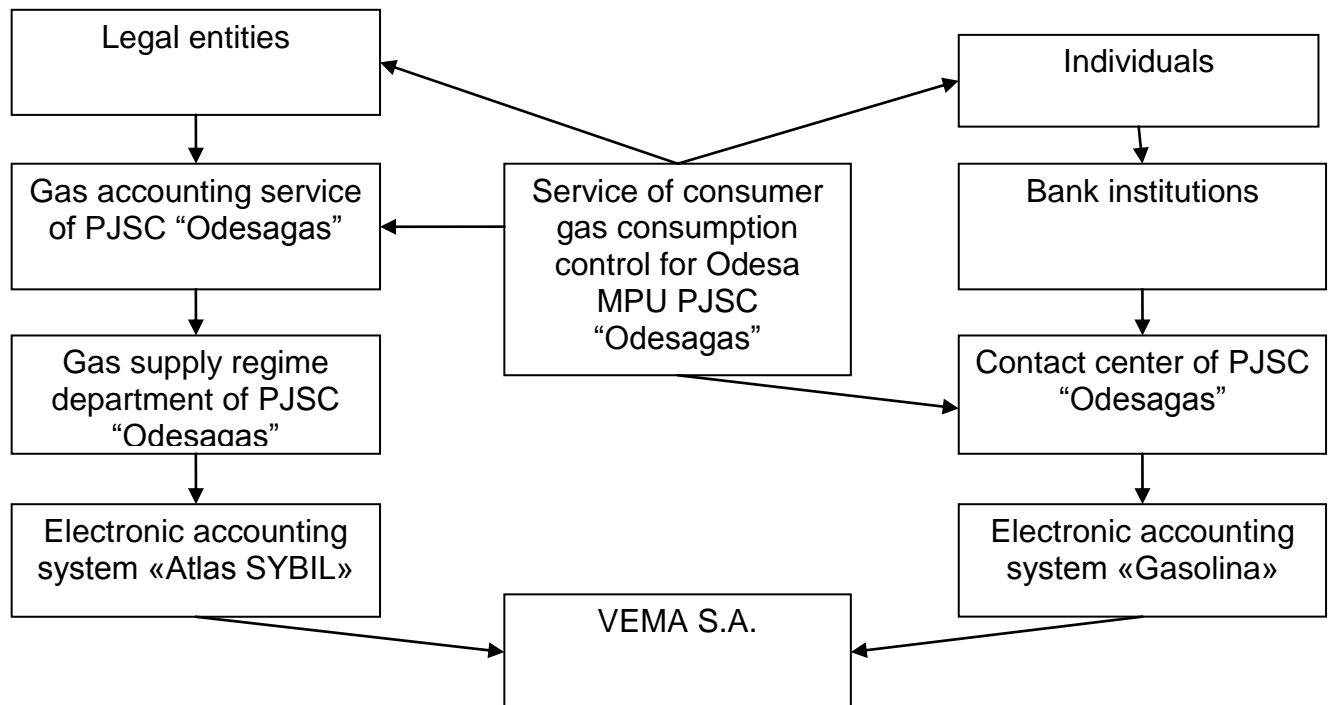 Legal entities
Individuals
Gas accounting service
of PJSC “Odesagas”
Service of consumer
gas consumption
control for Odesa
MPU PJSC
“Odesagas”
Bank institutions
Gas supply regime
department of PJSC
“Odesagas”
Contact center of PJSC
“Odesagas”
Electronic accounting
system «Atlas SYBIL»
Electronic accounting
system «Gasolina»
VEMA S.A.